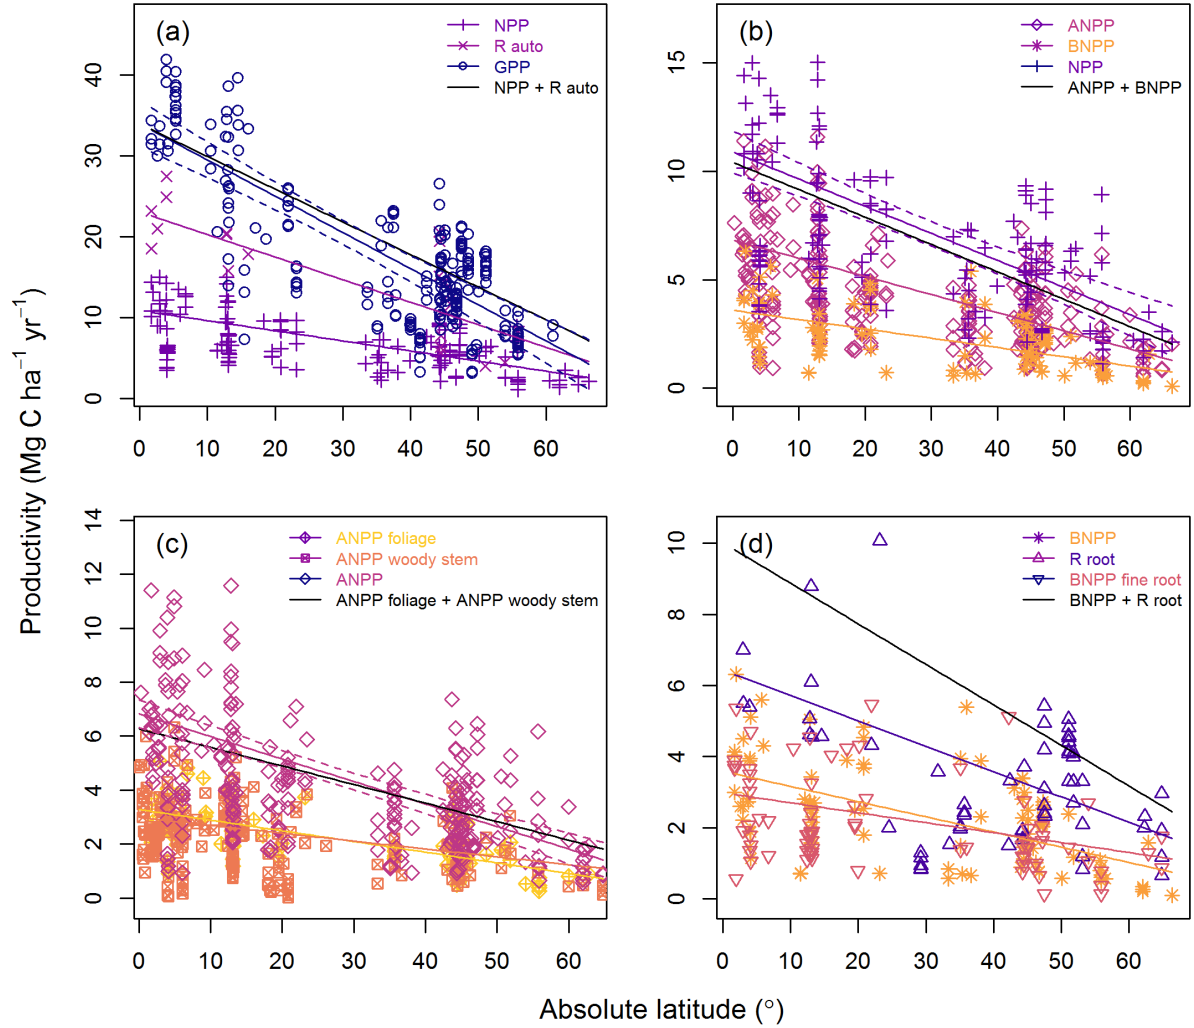 (a)
NPP
R auto
GPP
NPP + R auto
40
30
20
10
0
0 10 20 30 40 50 60
(b)
ANPP
BNPP
NPP
ANPP + BNPP
15
10
5
0
0 10 20 30 40 50 60
Productivity (Mg C ha⁻¹ yr⁻¹)
(c)
ANPP foliage
ANPP woody stem
ANPP
ANPP foliage + ANPP woody stem
14
12
10
8
6
4
2
0
0 10 20 30 40 50 60
(d)
BNPP
R root
BNPP fine root
BNPP + R root
10
8
6
4
2
0
0 10 20 30 40 50 60
Absolute latitude (°)